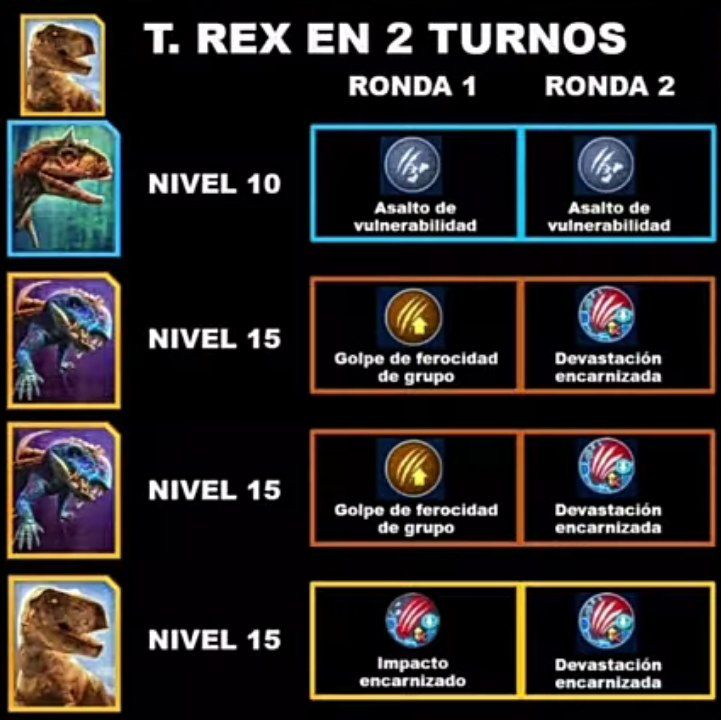 T. REX EN 2 TURNOS
RONDA 1 RONDA 2
NIVEL 10
Asalto de
vulnerabilidad
Asalto de
vulnerabilidad
NIVEL 15
Golpe de ferocidad
de grupo
Devastación
encarnizada
NIVEL 15
Golpe de ferocidad
de grupo
Devastación
encarnizada
NIVEL 15
Impacto
encarnizado
Devastación
encarnizada